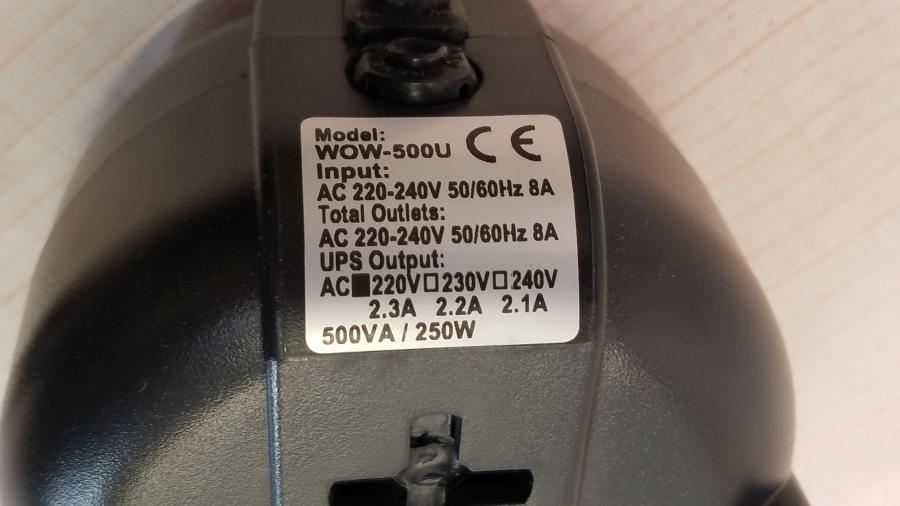 Model:
WOW-500U CE
Input:
AC 220-240V 50/60Hz 8A
Total Outlets:
AC 220-240V 50/60Hz 8A
UPS Output:
AC■220V□230V□240V
2.3A 2.2A 2.1A
500VA / 250W